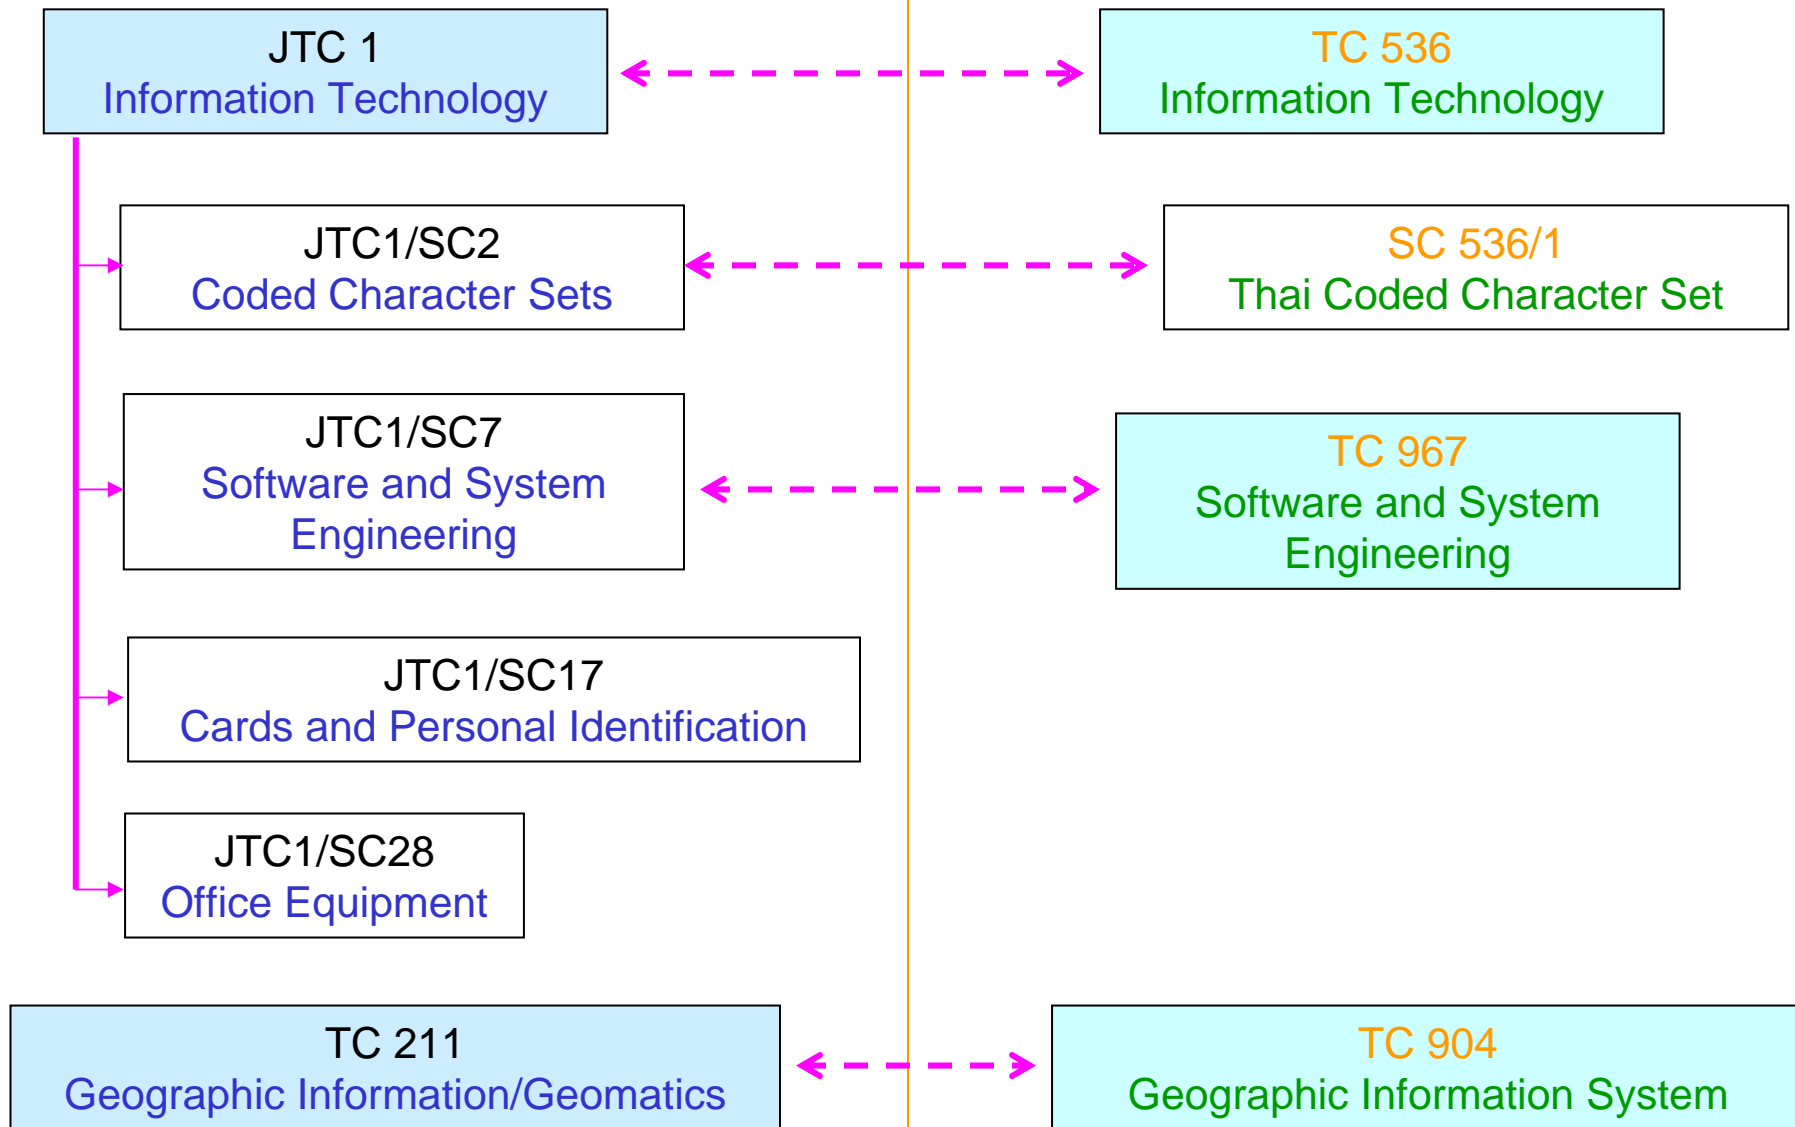 JTC 1
Information Technology
TC 536
Information Technology
JTC1/SC2
Coded Character Sets
SC 536/1
Thai Coded Character Set
JTC1/SC7
Software and System
Engineering
TC 967
Software and System
Engineering
JTC1/SC17
Cards and Personal Identification
JTC1/SC28
Office Equipment
TC 211
Geographic Information/Geomatics
TC 904
Geographic Information System